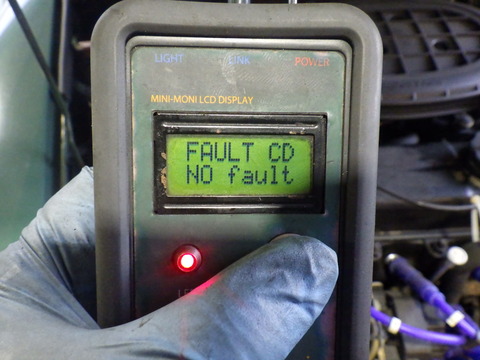 LIGHT LINK POWER
MINI-MONI LCD DISPLAY
FAULT CD
NO fault